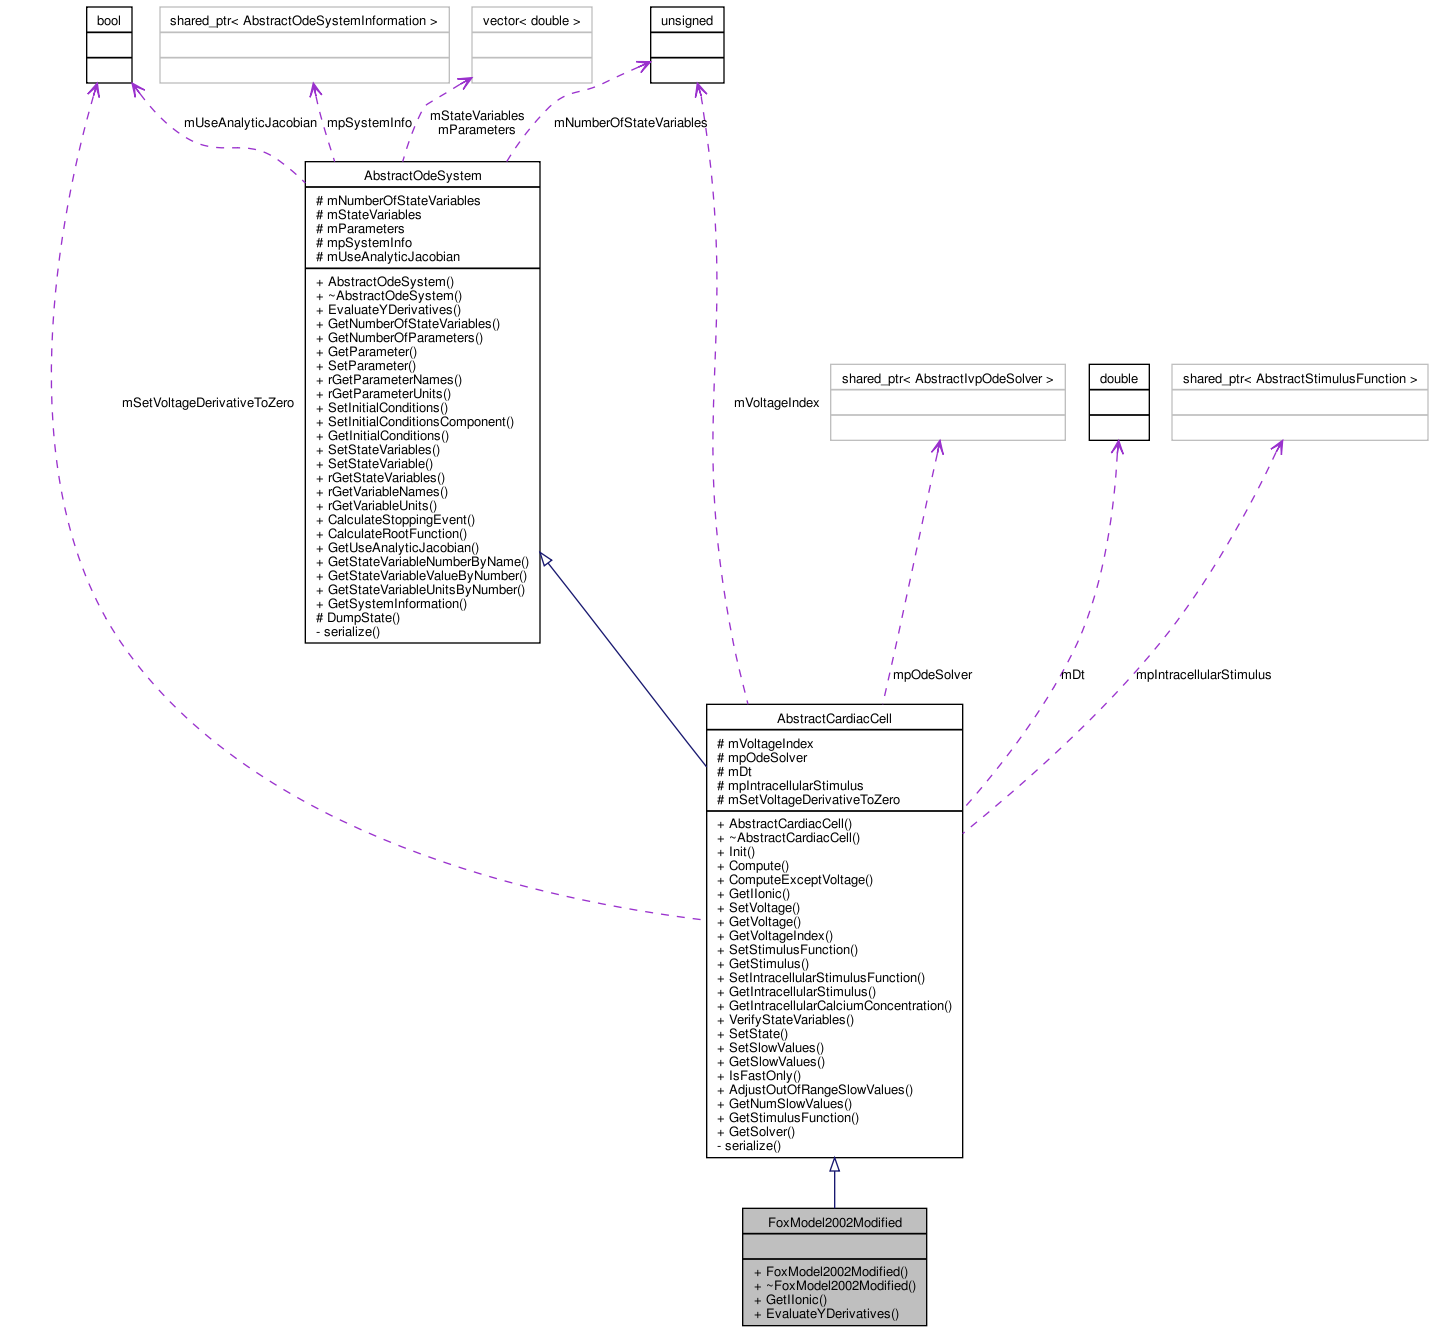 bool
shared_ptr< AbstractOdeSystemInformation >
vector< double >
unsigned
mUseAnalyticJacobian
mpSystemInfo
mStateVariables
mParameters
mNumberOfStateVariables
AbstractOdeSystem
# mNumberOfStateVariables
# mStateVariables
# mParameters
# mpSystemInfo
# mUseAnalyticJacobian
+ AbstractOdeSystem()
+ ~AbstractOdeSystem()
+ EvaluateYDerivatives()
+ GetNumberOfStateVariables()
+ GetNumberOfParameters()
+ GetParameter()
+ SetParameter()
+ rGetParameterNames()
+ rGetParameterUnits()
+ SetInitialConditions()
+ SetInitialConditionsComponent()
+ GetInitialConditions()
+ SetStateVariables()
+ SetStateVariable()
+ rGetStateVariables()
+ rGetVariableNames()
+ rGetVariableUnits()
+ CalculateStoppingEvent()
+ CalculateRootFunction()
+ GetUseAnalyticJacobian()
+ GetStateVariableNumberByName()
+ GetStateVariableValueByNumber()
+ GetStateVariableUnitsByNumber()
+ GetSystemInformation()
# DumpState()
- serialize()
mSetVoltageDerivativeToZero
mVoltageIndex
shared_ptr< AbstractIvpOdeSolver >
double
shared_ptr< AbstractStimulusFunction >
mpOdeSolver
mDt
mpIntracellularStimulus
AbstractCardiacCell
# mVoltageIndex
# mpOdeSolver
# mDt
# mpIntracellularStimulus
# mSetVoltageDerivativeToZero
+ AbstractCardiacCell()
+ ~AbstractCardiacCell()
+ Init()
+ Compute()
+ ComputeExceptVoltage()
+ GetIIonic()
+ SetVoltage()
+ GetVoltage()
+ GetVoltageIndex()
+ SetStimulusFunction()
+ GetStimulus()
+ SetIntracellularStimulusFunction()
+ GetIntracellularStimulus()
+ GetIntracellularCalciumConcentration()
+ VerifyStateVariables()
+ SetState()
+ SetSlowValues()
+ GetSlowValues()
+ IsFastOnly()
+ AdjustOutOfRangeSlowValues()
+ GetNumSlowValues()
+ GetStimulusFunction()
+ GetSolver()
- serialize()
FoxModel2002Modified
+ FoxModel2002Modified()
+ ~FoxModel2002Modified()
+ GetIIonic()
+ EvaluateYDerivatives()